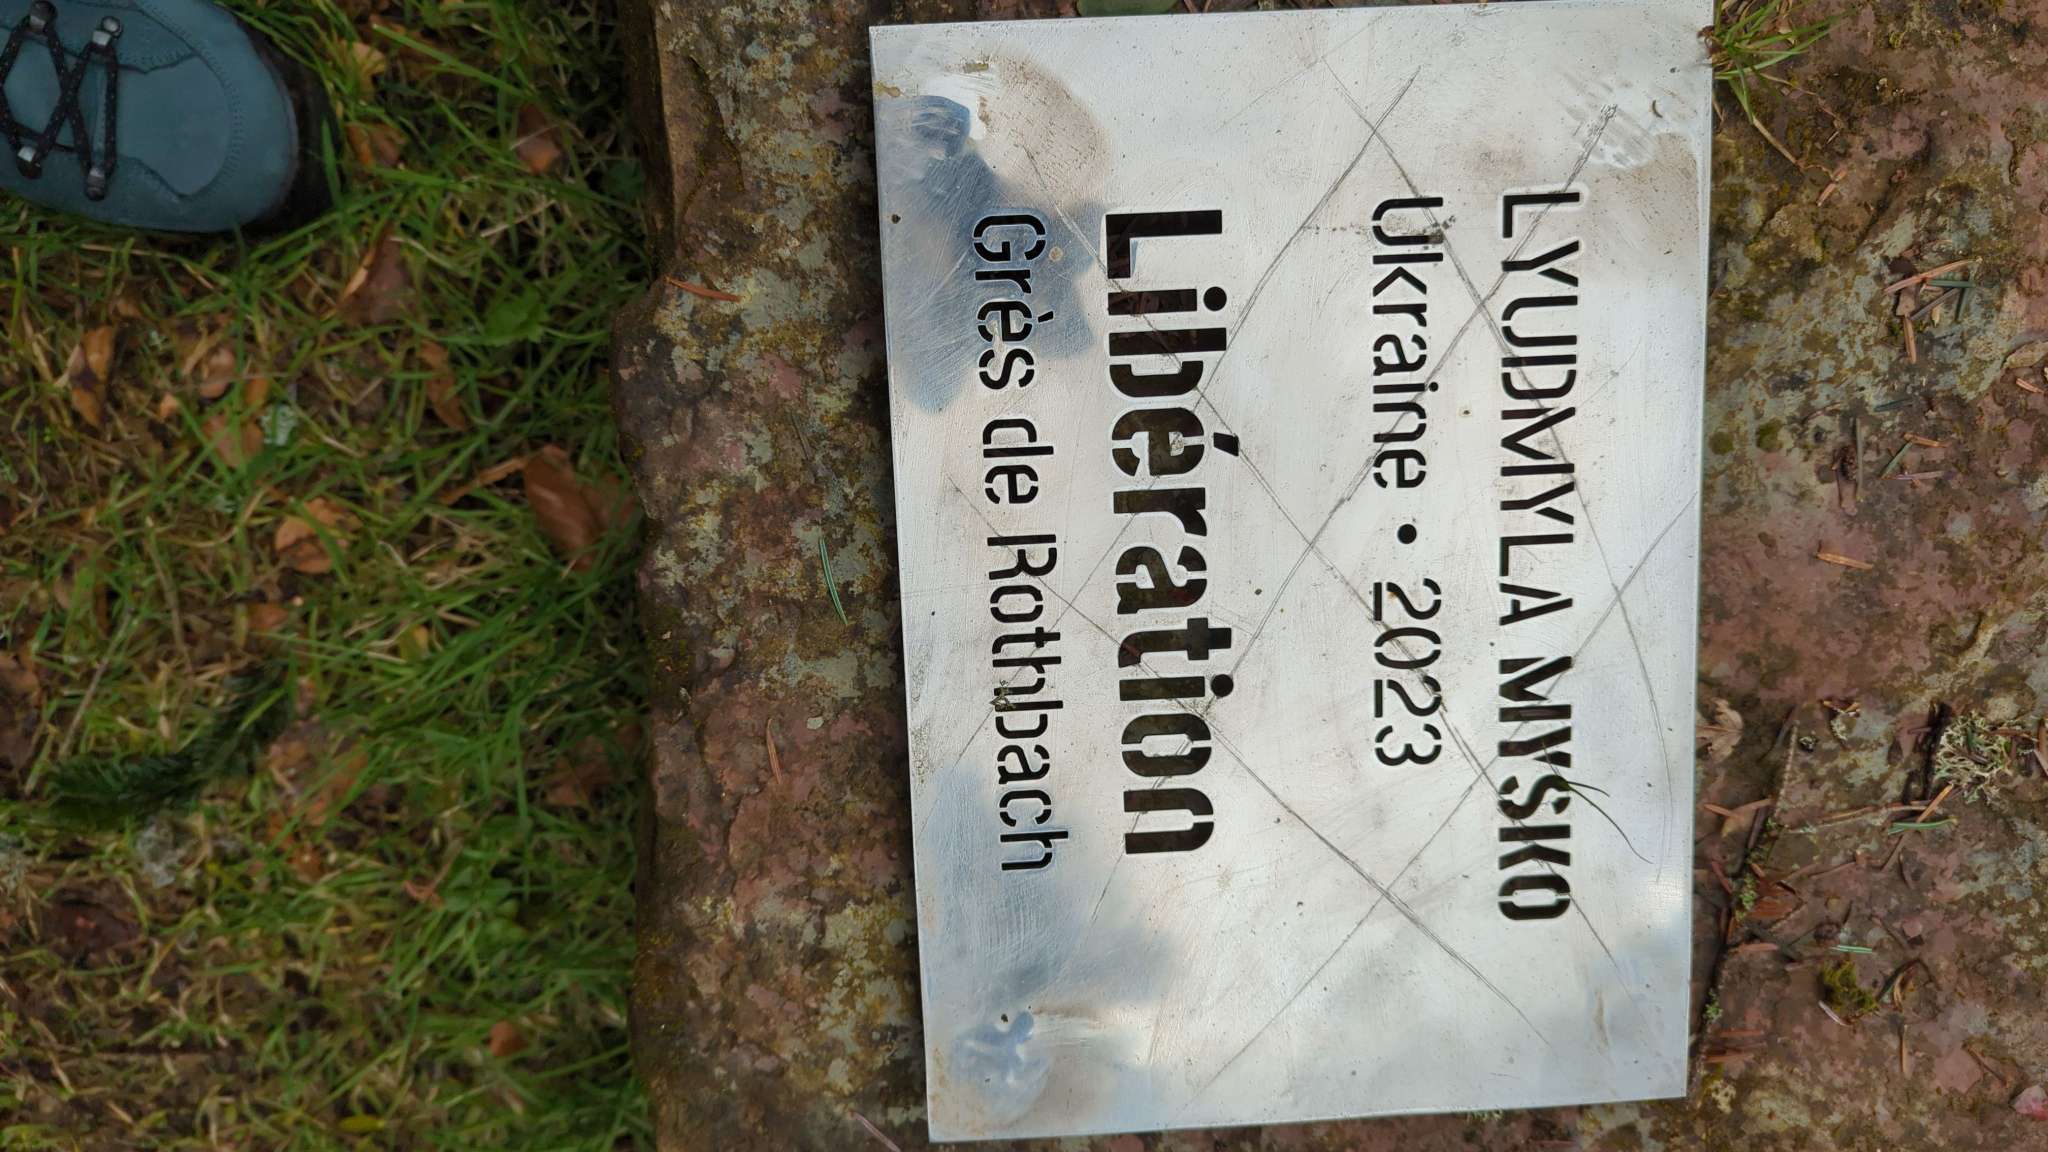 LYUDMYLA MYSKO
Ukraine • 2023
Libération
Grès de Rothbach